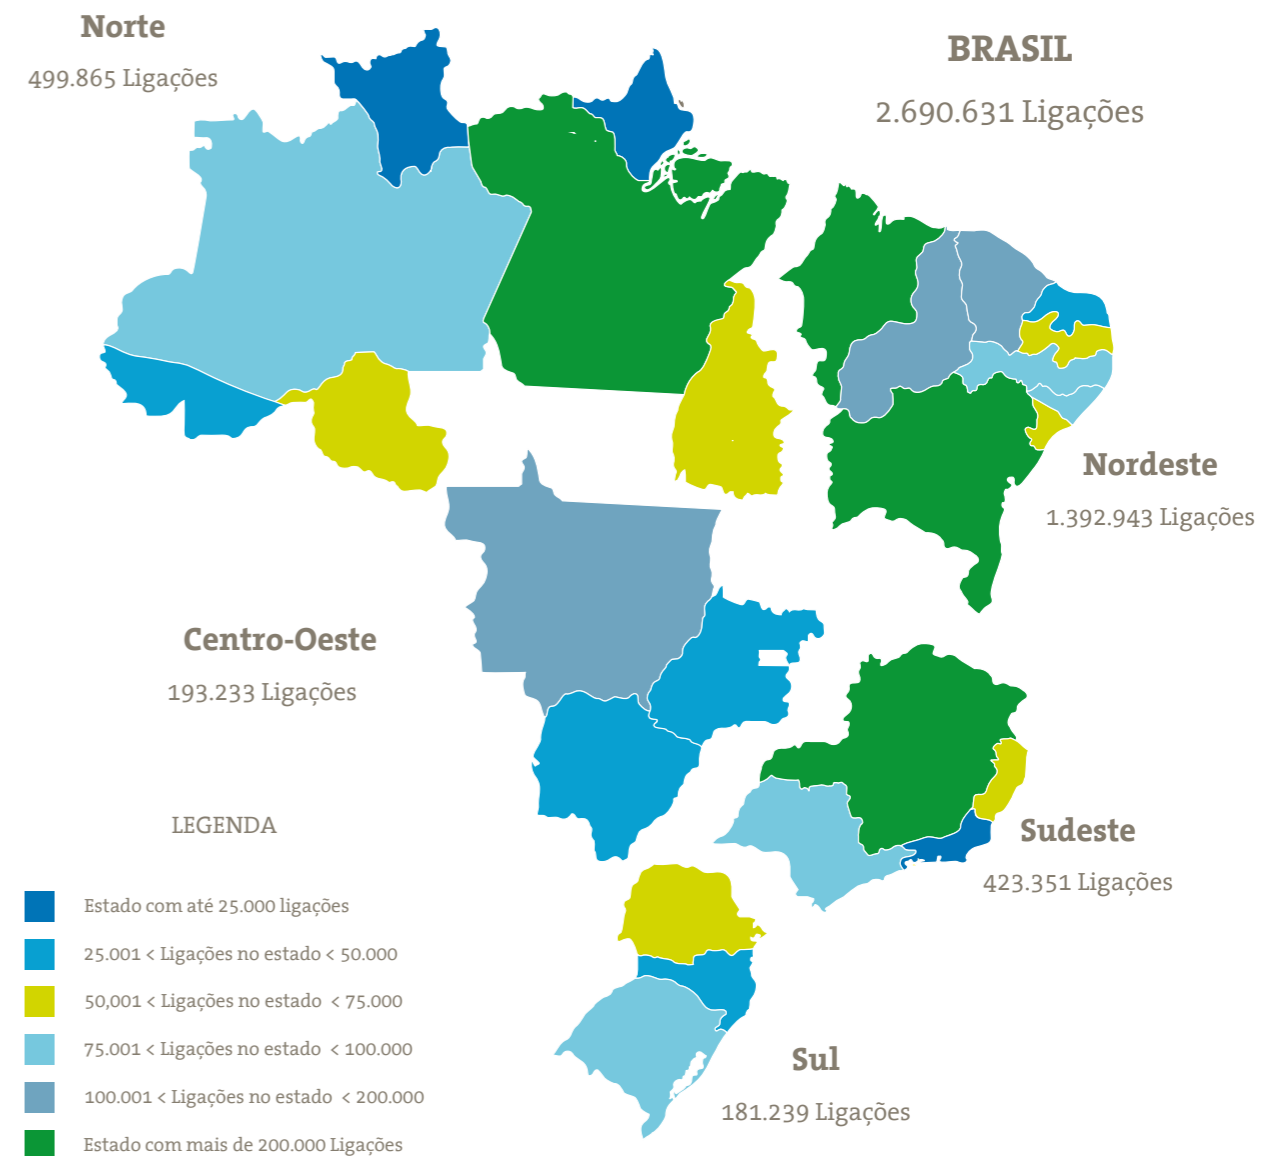 Norte
499.865 Ligações
BRASIL
2.690.631 Ligações
Nordeste
1.392.943 Ligações
Centro-Oeste
193.233 Ligações
Sudeste
423.351 Ligações
Sul
181.239 Ligações
LEGENDA
Estado com até 25.000 ligações
25.001 < Ligações no estado < 50.000
50,001 < Ligações no estado < 75.000
75.001 < Ligações no estado < 100.000
100.001 < Ligações no estado < 200.000
Estado com mais de 200.000 Ligações